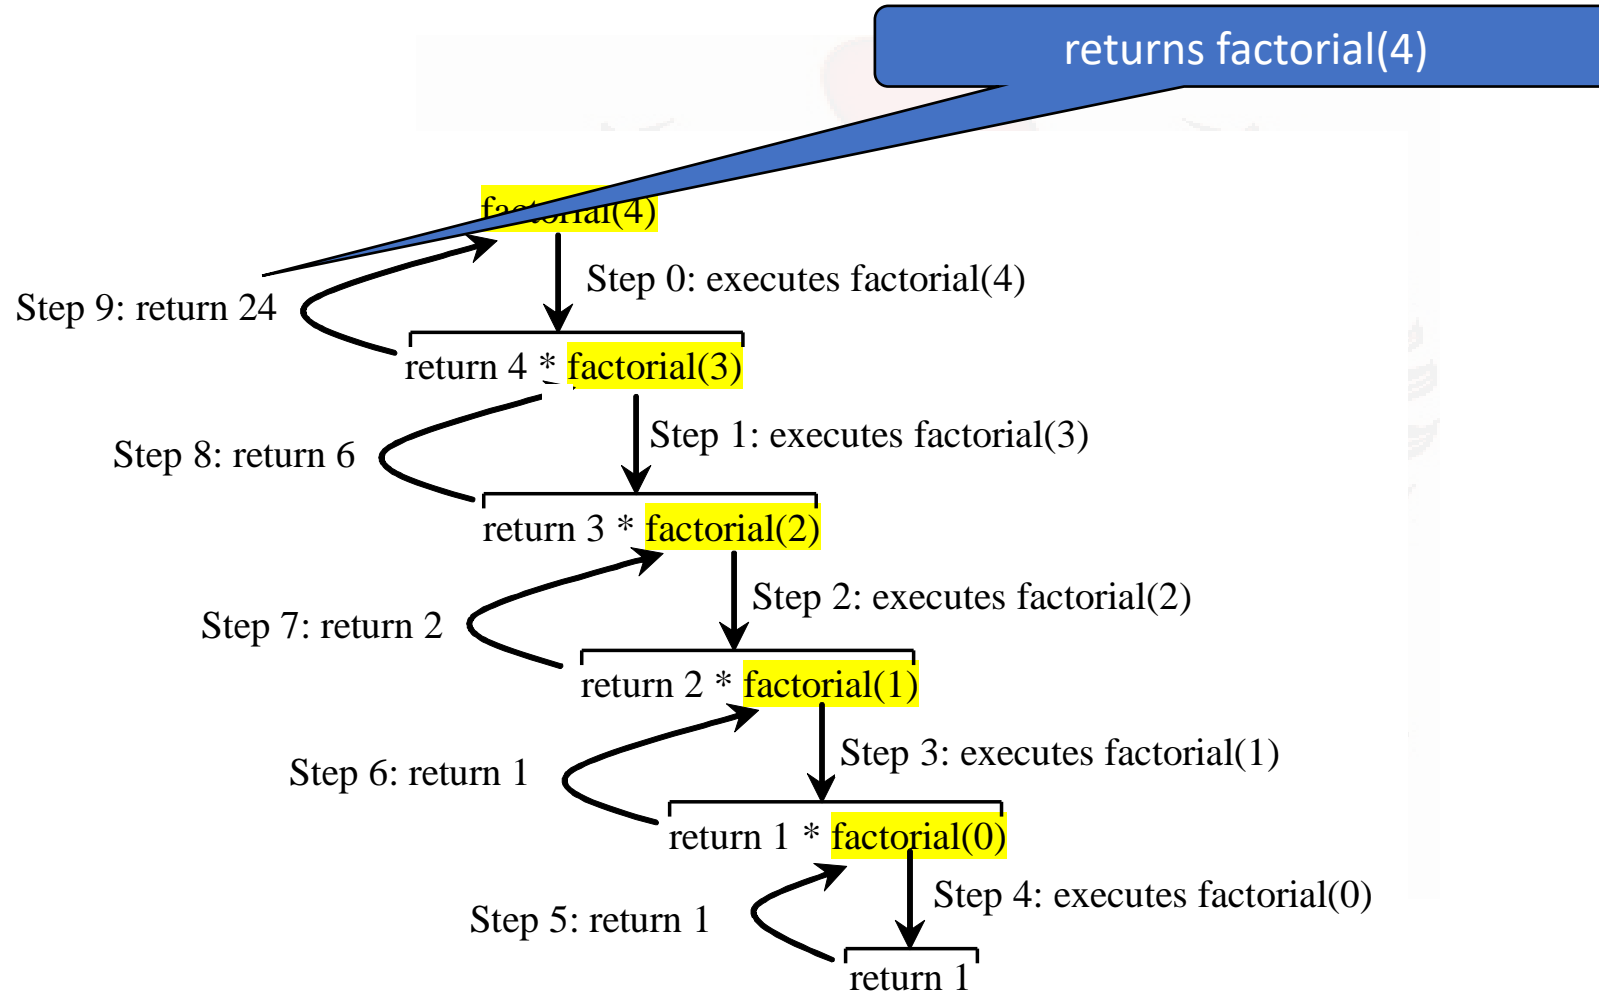 returns factorial(4)
factorial(4)
Step 0: executes factorial(4)
Step 9: return 24
return 4 * factorial(3)
Step 1: executes factorial(3)
Step 8: return 6
return 3 * factorial(2)
Step 2: executes factorial(2)
Step 7: return 2
return 2 * factorial(1)
Step 3: executes factorial(1)
Step 6: return 1
return 1 * factorial(0)
Step 4: executes factorial(0)
Step 5: return 1
return 1